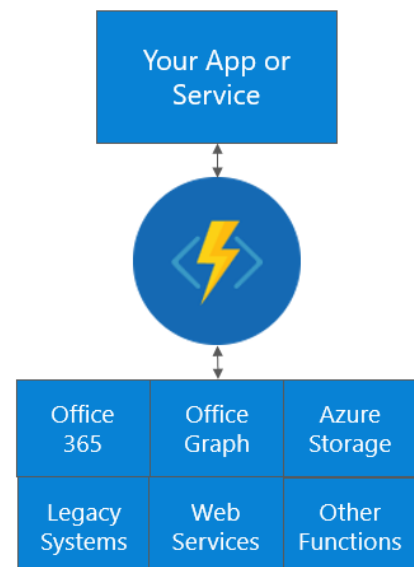 Your App or
Service
Office
365
Office
Graph
Azure
Storage
Legacy
Systems
Web
Services
Other
Functions